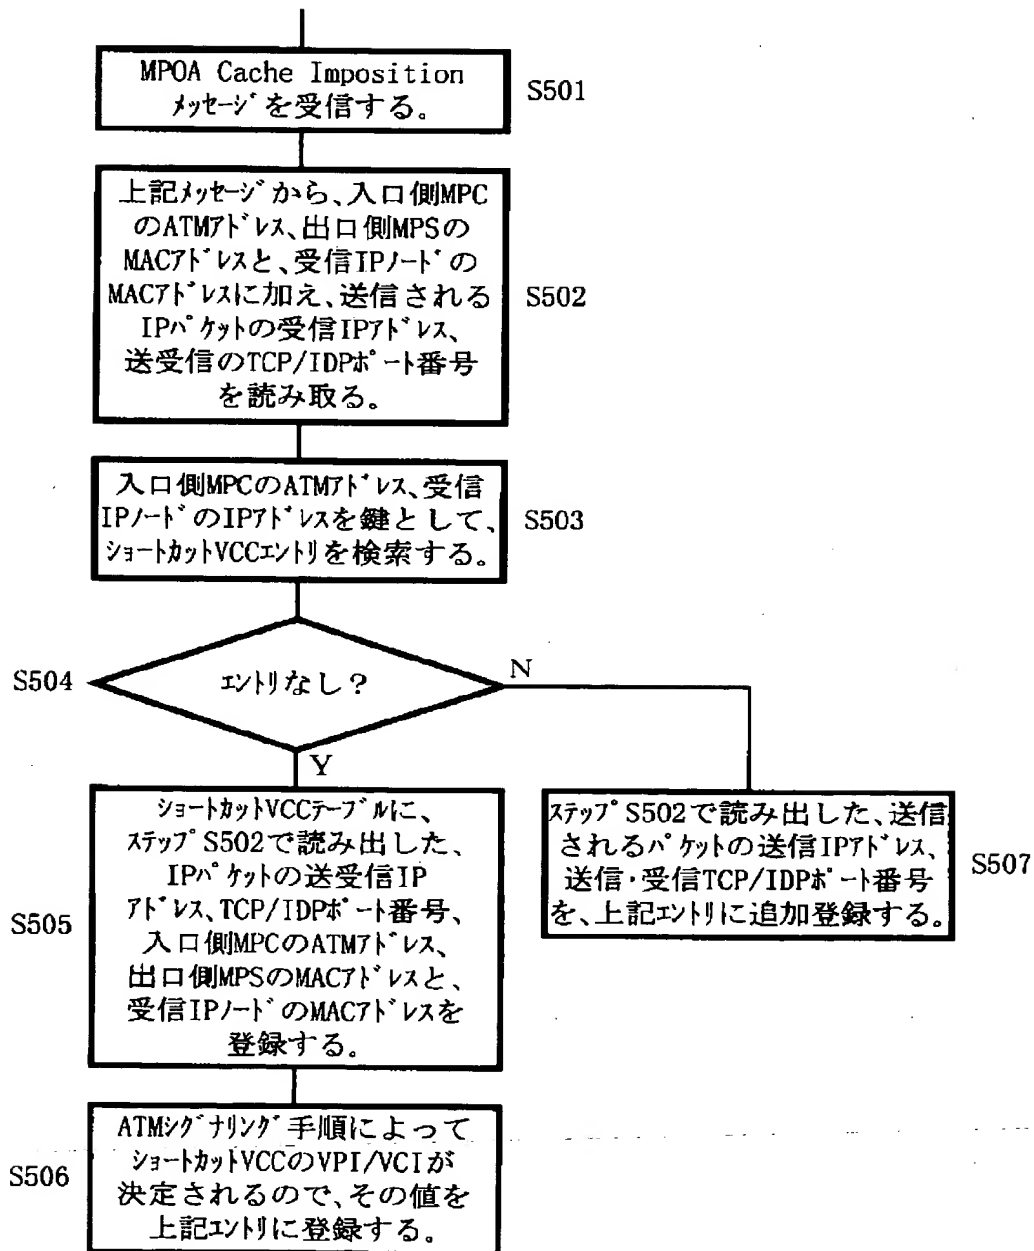 MPOA Cache Imposition
ﾒｯｾｰｼﾞを受信する。
S501
上記ﾒｯｾｰｼﾞから、入口側MPC
のATMｱﾄﾞﾚｽ、出口側MPSの
MACｱﾄﾞﾚｽと、受信IPﾉｰﾄﾞの
MACｱﾄﾞﾚｽに加え、送信される
IPﾊﾟｹｯﾄの受信IPｱﾄﾞﾚｽ、
送受信のTCP/IDPﾎﾟｰﾄ番号
を読み取る。
S502
入口側MPCのATMｱﾄﾞﾚｽ、受信
IPﾉｰﾄﾞのIPｱﾄﾞﾚｽを鍵として、
ｼｮｰﾄｶｯﾄVCCｴﾝﾄﾘを検索する。
S503
S504
ｴﾝﾄﾘなし？
N
Y
ｼｮｰﾄｶｯﾄVCCﾃｰﾌﾞﾙに、
ｽﾃｯﾌﾟS502で読み出した、
IPﾊﾟｹｯﾄの送受信IP
ｱﾄﾞﾚｽ、TCP/IDPﾎﾟｰﾄ番号、
入口側MPCのATMｱﾄﾞﾚｽ、
出口側MPSのMACｱﾄﾞﾚｽと、
受信IPﾉｰﾄﾞのMACｱﾄﾞﾚｽを
登録する。
S505
ｽﾃｯﾌﾟS502で読み出した、送信
されるﾊﾟｹｯﾄの送信IPｱﾄﾞﾚｽ、
送信･受信TCP/IDPﾎﾟｰﾄ番号
を、上記ｴﾝﾄﾘに追加登録する。
S507
ATMｼｸﾞﾅﾘﾝｸﾞ手順によって
ｼｮｰﾄｶｯﾄVCCのVPI/VCIが
決定されるので、その値を
上記ｴﾝﾄﾘに登録する。
S506